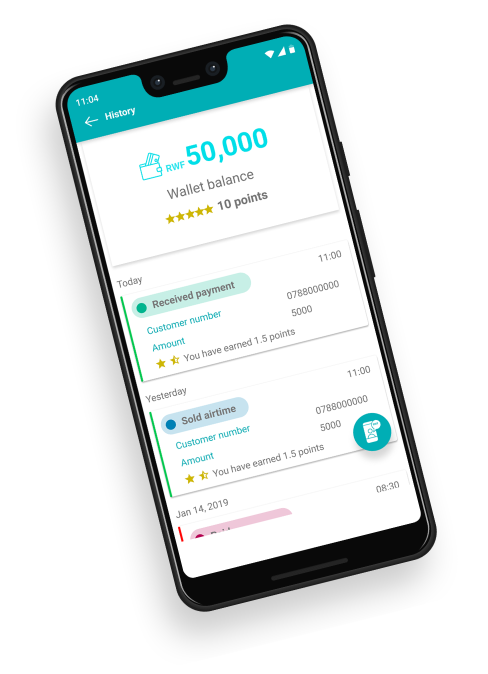 11:04
History
RWF 50,000
Wallet balance
10 points
Today
11:00
Received payment
Customer number 0788000000
Amount 5000
You have earned 1.5 points
Yesterday
11:00
Sold airtime
Customer number 0788000000
Amount 5000
You have earned 1.5 points
Jan 14, 2019
08:30